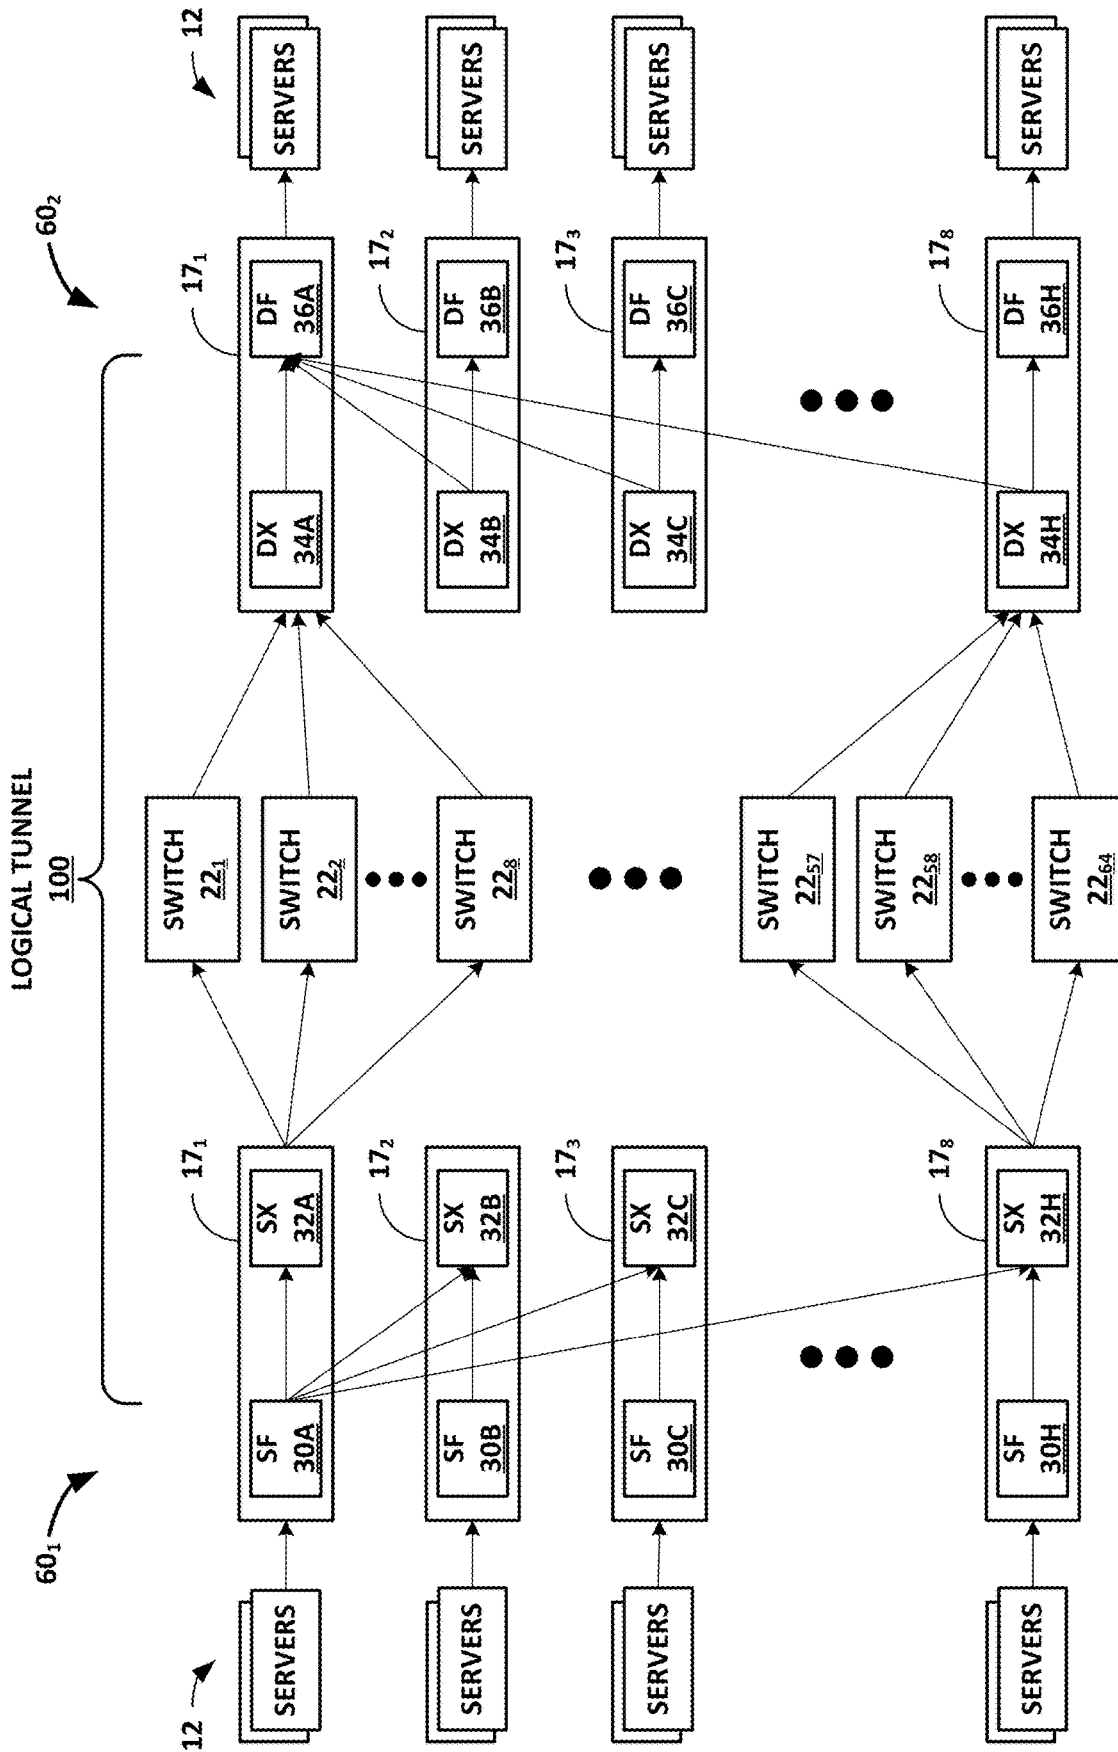 LOGICAL TUNNEL
100
60₁
60₂
12
12
SERVERS
17₁
SF
30A
SX
32A
SWITCH
22₁
SWITCH
22₂
SWITCH
22₈
17₁
DX
34A
DF
36A
SERVERS
SERVERS
17₂
SF
30B
SX
32B
17₂
DX
34B
DF
36B
SERVERS
SERVERS
17₃
SF
30C
SX
32C
17₃
DX
34C
DF
36C
SERVERS
SERVERS
17₈
SF
30H
SX
32H
SWITCH
22₅₇
SWITCH
22₅₈
SWITCH
22₆₄
17₈
DX
34H
DF
36H
SERVERS